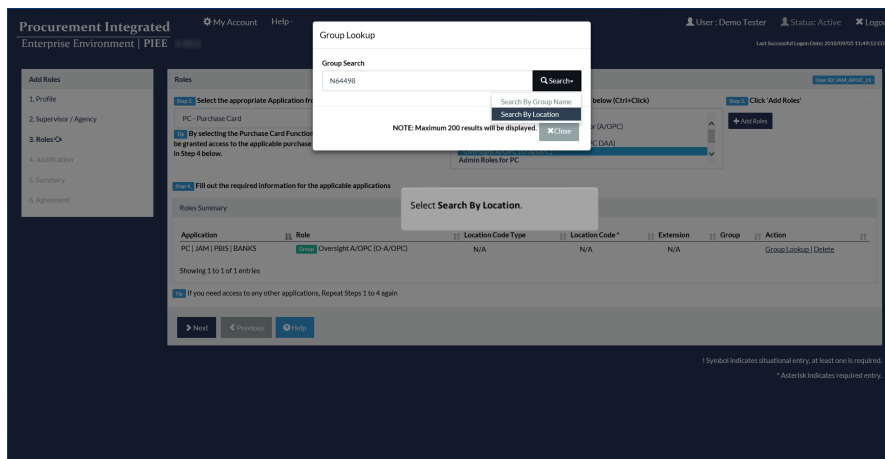 Procurement Integrated
Enterprise Environment | PIEE
My Account Help
User : Demo Tester Status: Active Logou
Last Successful Logon Date: 2018/09/05 11:49:12 ED
Group Lookup
Group Search
N64498 Search
Search By Group Name
Search By Location
NOTE: Maximum 200 results will be displayed. Close
Add Roles
1. Profile
2. Supervisor / Agency
3. Roles
4. Justification
5. Summary
6. Agreement
Roles User ID: JAM_APOC_21
Step 1. Select the appropriate Application fro
below (Ctrl+Click)
Step 3. Click 'Add Roles'
PC - Purchase Card
or (A/OPC)
PC DAA)
Oversight A/OPC (O-A/OPC)
Admin Roles for PC
Add Roles
Tip By selecting the Purchase Card Function
be granted access to the applicable purchase
in Step 4 below.
Step 4. Fill out the required information for the applicable applications
Select Search By Location.
Roles Summary
Application Role Location Code Type Location Code * Extension Group Action
PC | JAM | PBIS | BANKS Group Oversight A/OPC (O-A/OPC) N/A N/A N/A Group Lookup | Delete
Showing 1 to 1 of 1 entries
Tip If you need access to any other applications, Repeat Steps 1 to 4 again
Next Previous Help
! Symbol indicates situational entry, at least one is required.
* Asterisk indicates required entry.